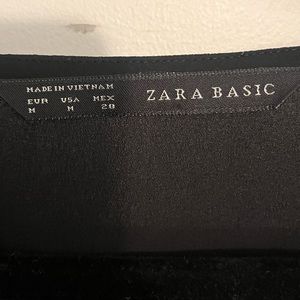 MADE IN VIETNAM
EUR USA MEX
M M 28
ZARA BASIC